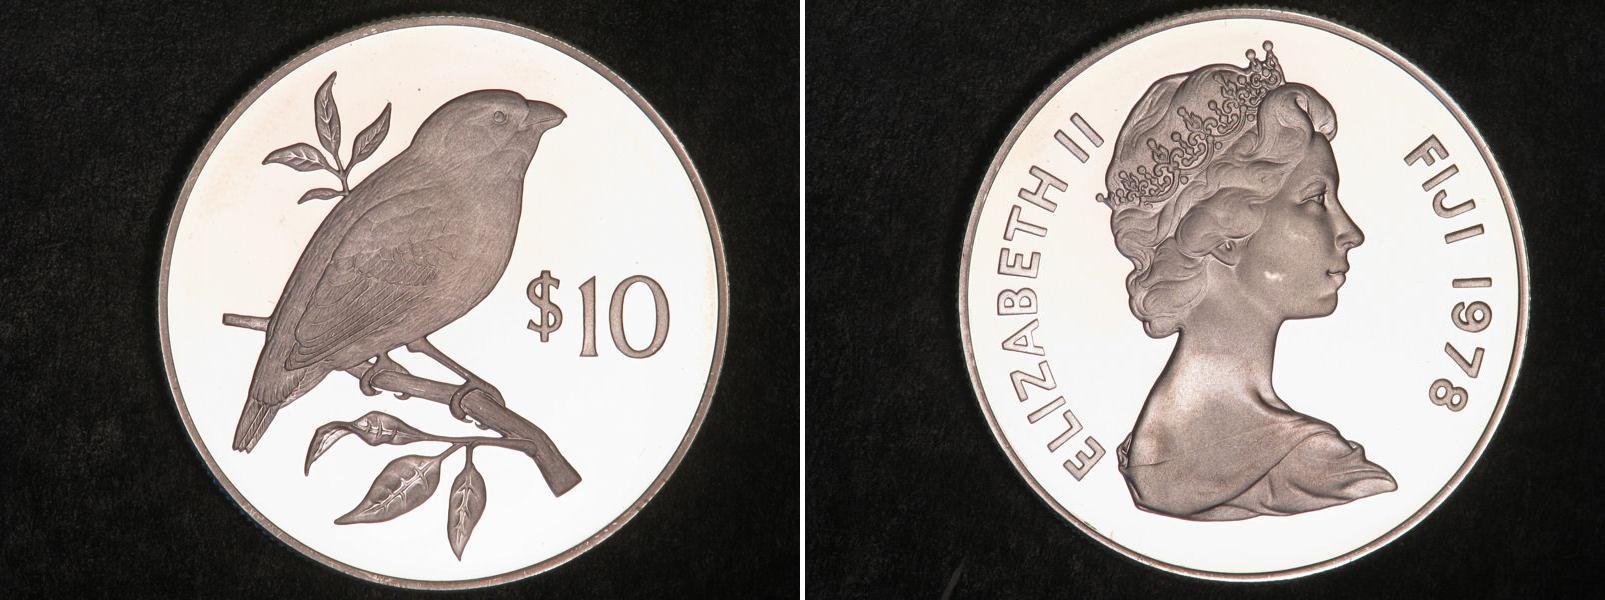 $10
ELIZABETH II
FIJI 1978